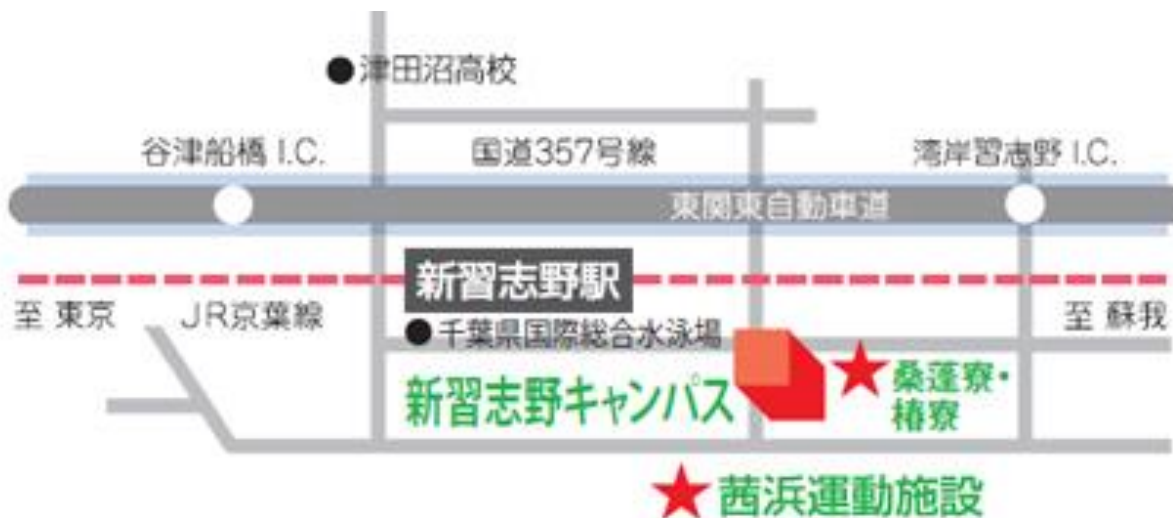 津田沼高校
谷津船橋 I.C.
国道357号線
湾岸習志野 I.C.
東関東自動車道
新習志野駅
至 東京
JR京葉線
至 蘇我
千葉県国際総合水泳場
新習志野キャンパス
桑蓬寮・
椿寮
茜浜運動施設